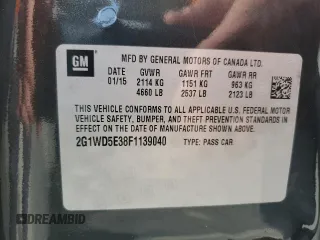 GM
MFD BY GENERAL MOTORS OF CANADA LTD.
DATE GVWR GAWR FRT GAWR RR
01/15 2114 KG 1151 KG 963 KG
4660 LB 2537 LB 2123 LB
THIS VEHICLE CONFORMS TO ALL APPLICABLE U.S. FEDERAL MOTOR
VEHICLE SAFETY, BUMPER, AND THEFT PREVENTION STANDARDS IN EFFECT
ON THE DATE OF MANUFACTURE SHOWN ABOVE.
2G1WD5E38F1139040 TYPE: PASS CAR
DREAMBID